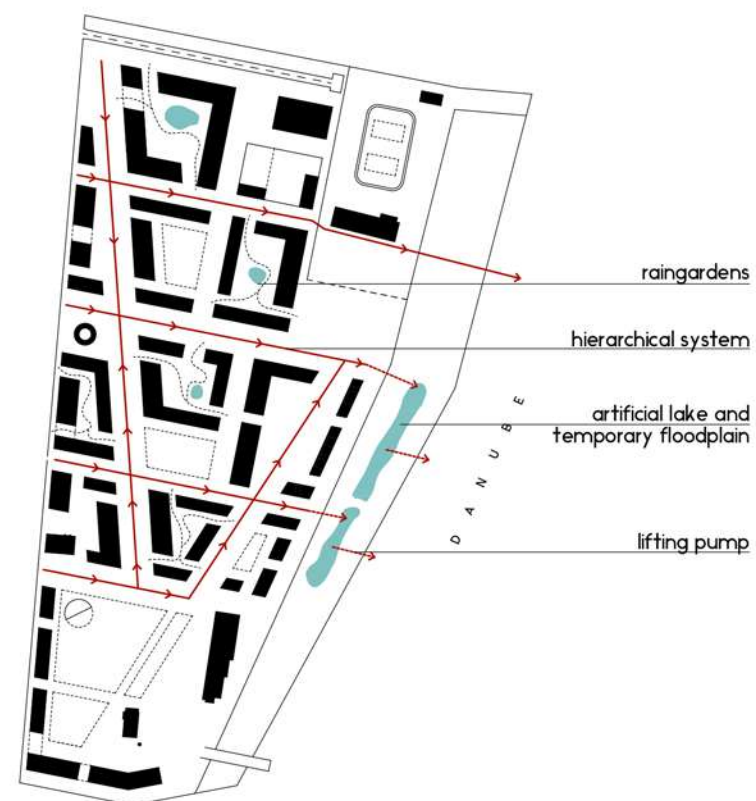 raingardens
hierarchical system
artificial lake and
temporary floodplain
DANUBE
lifting pump